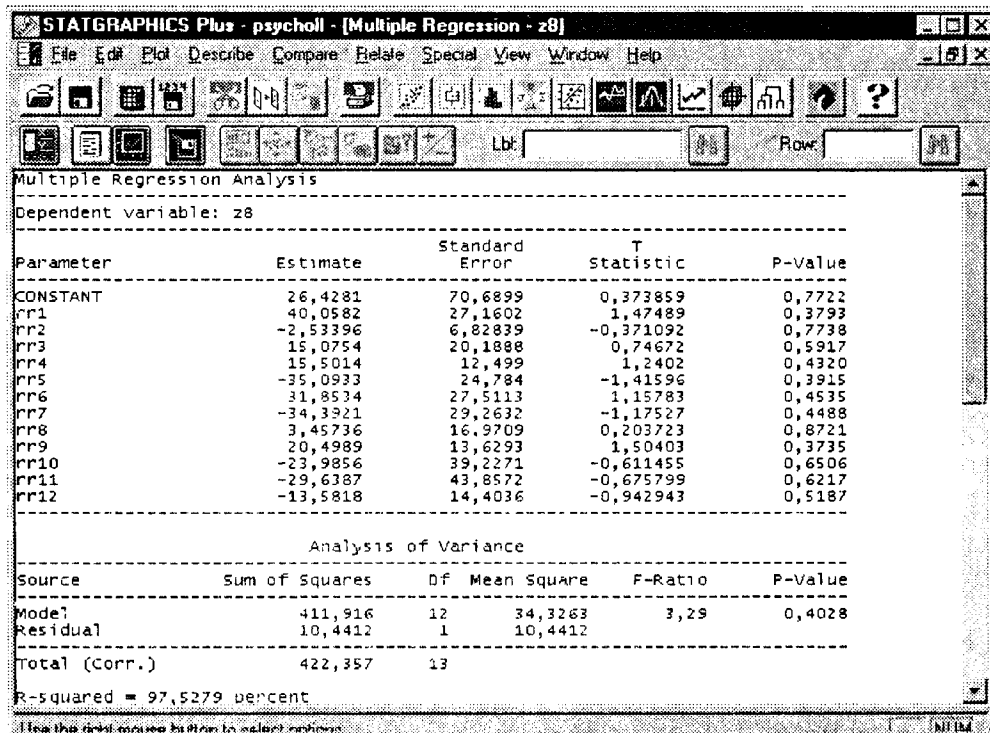 STATGRAPHICS Plus - psycholl - [Multiple Regression - z8]
File Edit Plot Describe Compare Relate Special View Window Help
Lbl: Row:
Multiple Regression Analysis
Dependent variable: z8
Standard T
Parameter Estimate Error Statistic P-Value
CONSTANT 26,4281 70,6899 0,373859 0,7722
rr1 40,0582 27,1602 1,47489 0,3793
rr2 -2,53396 6,82839 -0,371092 0,7738
rr3 15,0754 20,1888 0,74672 0,5917
rr4 15,5014 12,499 1,2402 0,4320
rr5 -35,0933 24,784 -1,41596 0,3915
rr6 31,8534 27,5113 1,15783 0,4535
rr7 -34,3921 29,2632 -1,17527 0,4488
rr8 3,45736 16,9709 0,203723 0,8721
rr9 20,4989 13,6293 1,50403 0,3735
rr10 -23,9856 39,2271 -0,611455 0,6506
rr11 -29,6387 43,8572 -0,675799 0,6217
rr12 -13,5818 14,4036 -0,942943 0,5187
Analysis of Variance
Source Sum of Squares Df Mean Square F-Ratio P-Value
Model 411,916 12 34,3263 3,29 0,4028
Residual 10,4412 1 10,4412
Total (Corr.) 422,357 13
R-squared = 97,5279 percent
Use the right mouse button to select options.